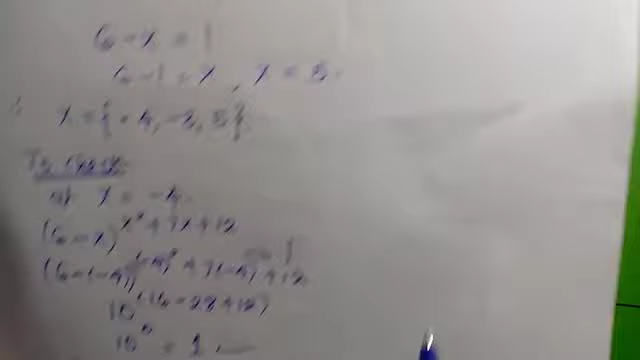 6 - x = 1
6 - 1 = x , x = 5.
∴ x = { -4, -3, 5 }
To check
at x = -4.
(6 - x)^{x² + 7x + 12} = 1
(6 - (-4))^{(-4)² + 7(-4) + 12}
10^{(16 - 28 + 12)}
10^0 = 1